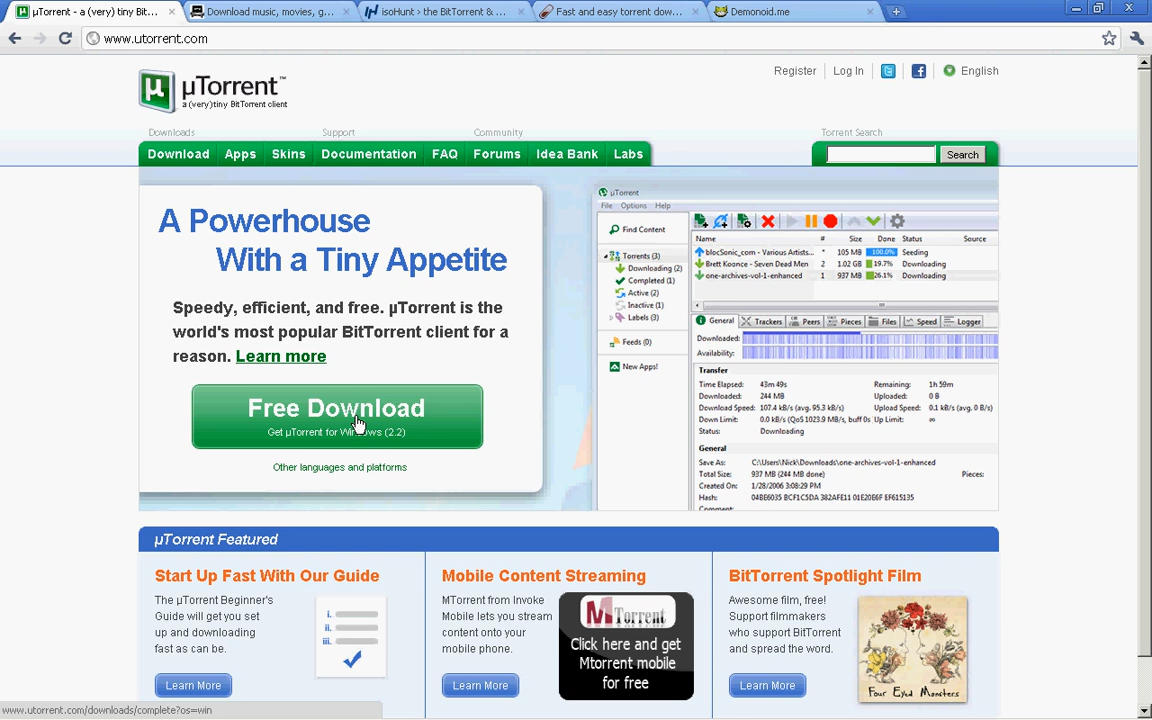 µTorrent - a (very) tiny Bit...
Download music, movies, g...
isoHunt › the BitTorrent & ...
Fast and easy torrent dow...
Demonoid.me
www.utorrent.com
µTorrent™
a (very) tiny BitTorrent client
Register
Log In
English
Downloads
Support
Community
Torrent Search
Download
Apps
Skins
Documentation
FAQ
Forums
Idea Bank
Labs
Search
A Powerhouse
With a Tiny Appetite
Speedy, efficient, and free. µTorrent is the
world's most popular BitTorrent client for a
reason. Learn more
Free Download
Get µTorrent for Windows (2.2)
Other languages and platforms
µTorrent
File Options Help
Find Content
Torrents (3)
Downloading (2)
Completed (1)
Active (2)
Inactive (1)
Labels (3)
Feeds (0)
New Apps!
Name # Size Done Status Source
blocSonic_com - Various Artists... * 105 MB 100.0% Seeding
Brett Koonce - Seven Dead Men 2 1.02 GB 19.7% Downloading
one-archives-vol-1-enhanced 1 937 MB 26.1% Downloading
General Trackers Peers Pieces Files Speed Logger
Downloaded:
Availability:
Transfer
Time Elapsed: 43m 49s Remaining: 1h 59m
Downloaded: 244 MB Uploaded: 0 B
Download Speed: 107.4 kB/s (avg. 95.3 kB/s) Upload Speed: 0.1 kB/s (avg. 0 B/s)
Down Limit: 0.0 kB/s (QoS 1023.9 MB/s, buff 0s Up Limit: ∞
Status: Downloading
General
Save As: C:\Users\Nick\Downloads\one-archives-vol-1-enhanced
Total Size: 937 MB (244 MB done) Pieces:
Created On: 1/28/2006 3:08:29 PM
Hash:
Comment:
µTorrent Featured
Start Up Fast With Our Guide
The µTorrent Beginner's
Guide will get you set
up and downloading
fast as can be.
i.
ii.
iii.
Learn More
Mobile Content Streaming
MTorrent from Invoke
Mobile lets you stream
content onto your
mobile phone.
MTorrent
Click here and get
Mtorrent mobile
for free
Learn More
BitTorrent Spotlight Film
Awesome film, free!
Support filmmakers
who support BitTorrent
and spread the word.
Four Eyed Monsters
Learn More
www.utorrent.com/downloads/complete?os=win